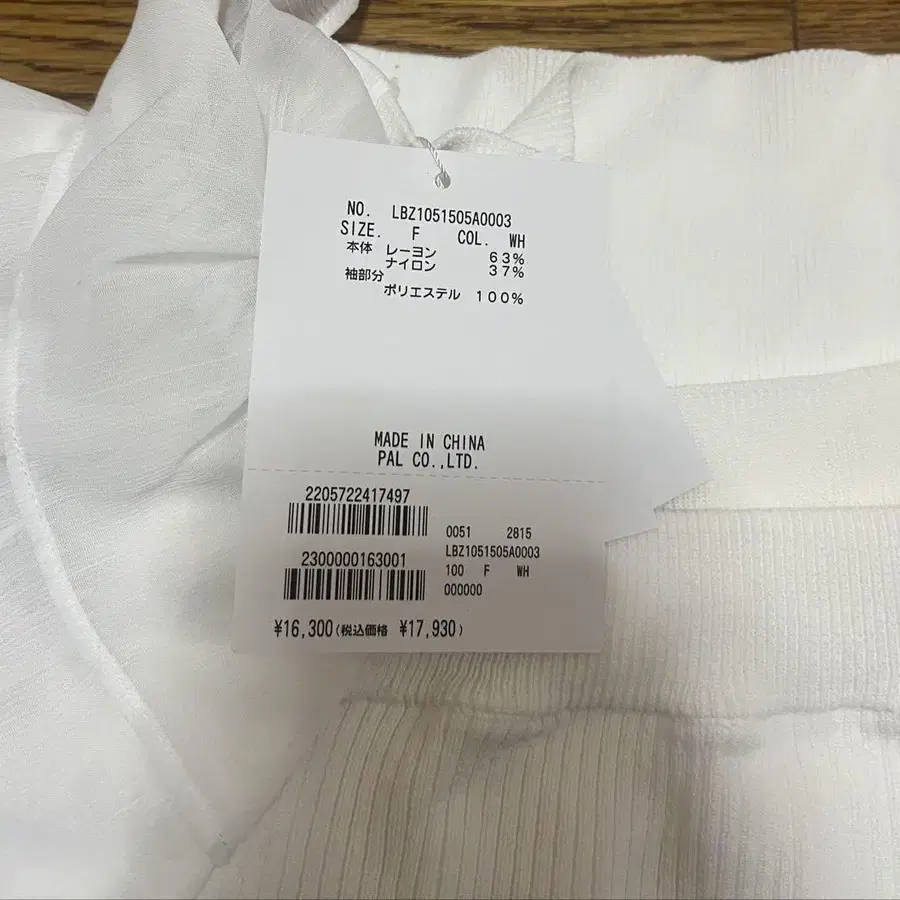 NO. LBZ1051505A0003
SIZE. F COL. WH
本体 レーヨン 63%
ナイロン 37%
袖部分
ポリエステル 100%
MADE IN CHINA
PAL CO.,LTD.
2205722417497
0051 2815
LBZ1051505A0003
2300000163001
100 F WH
000000
¥16,300(税込価格 ¥17,930)